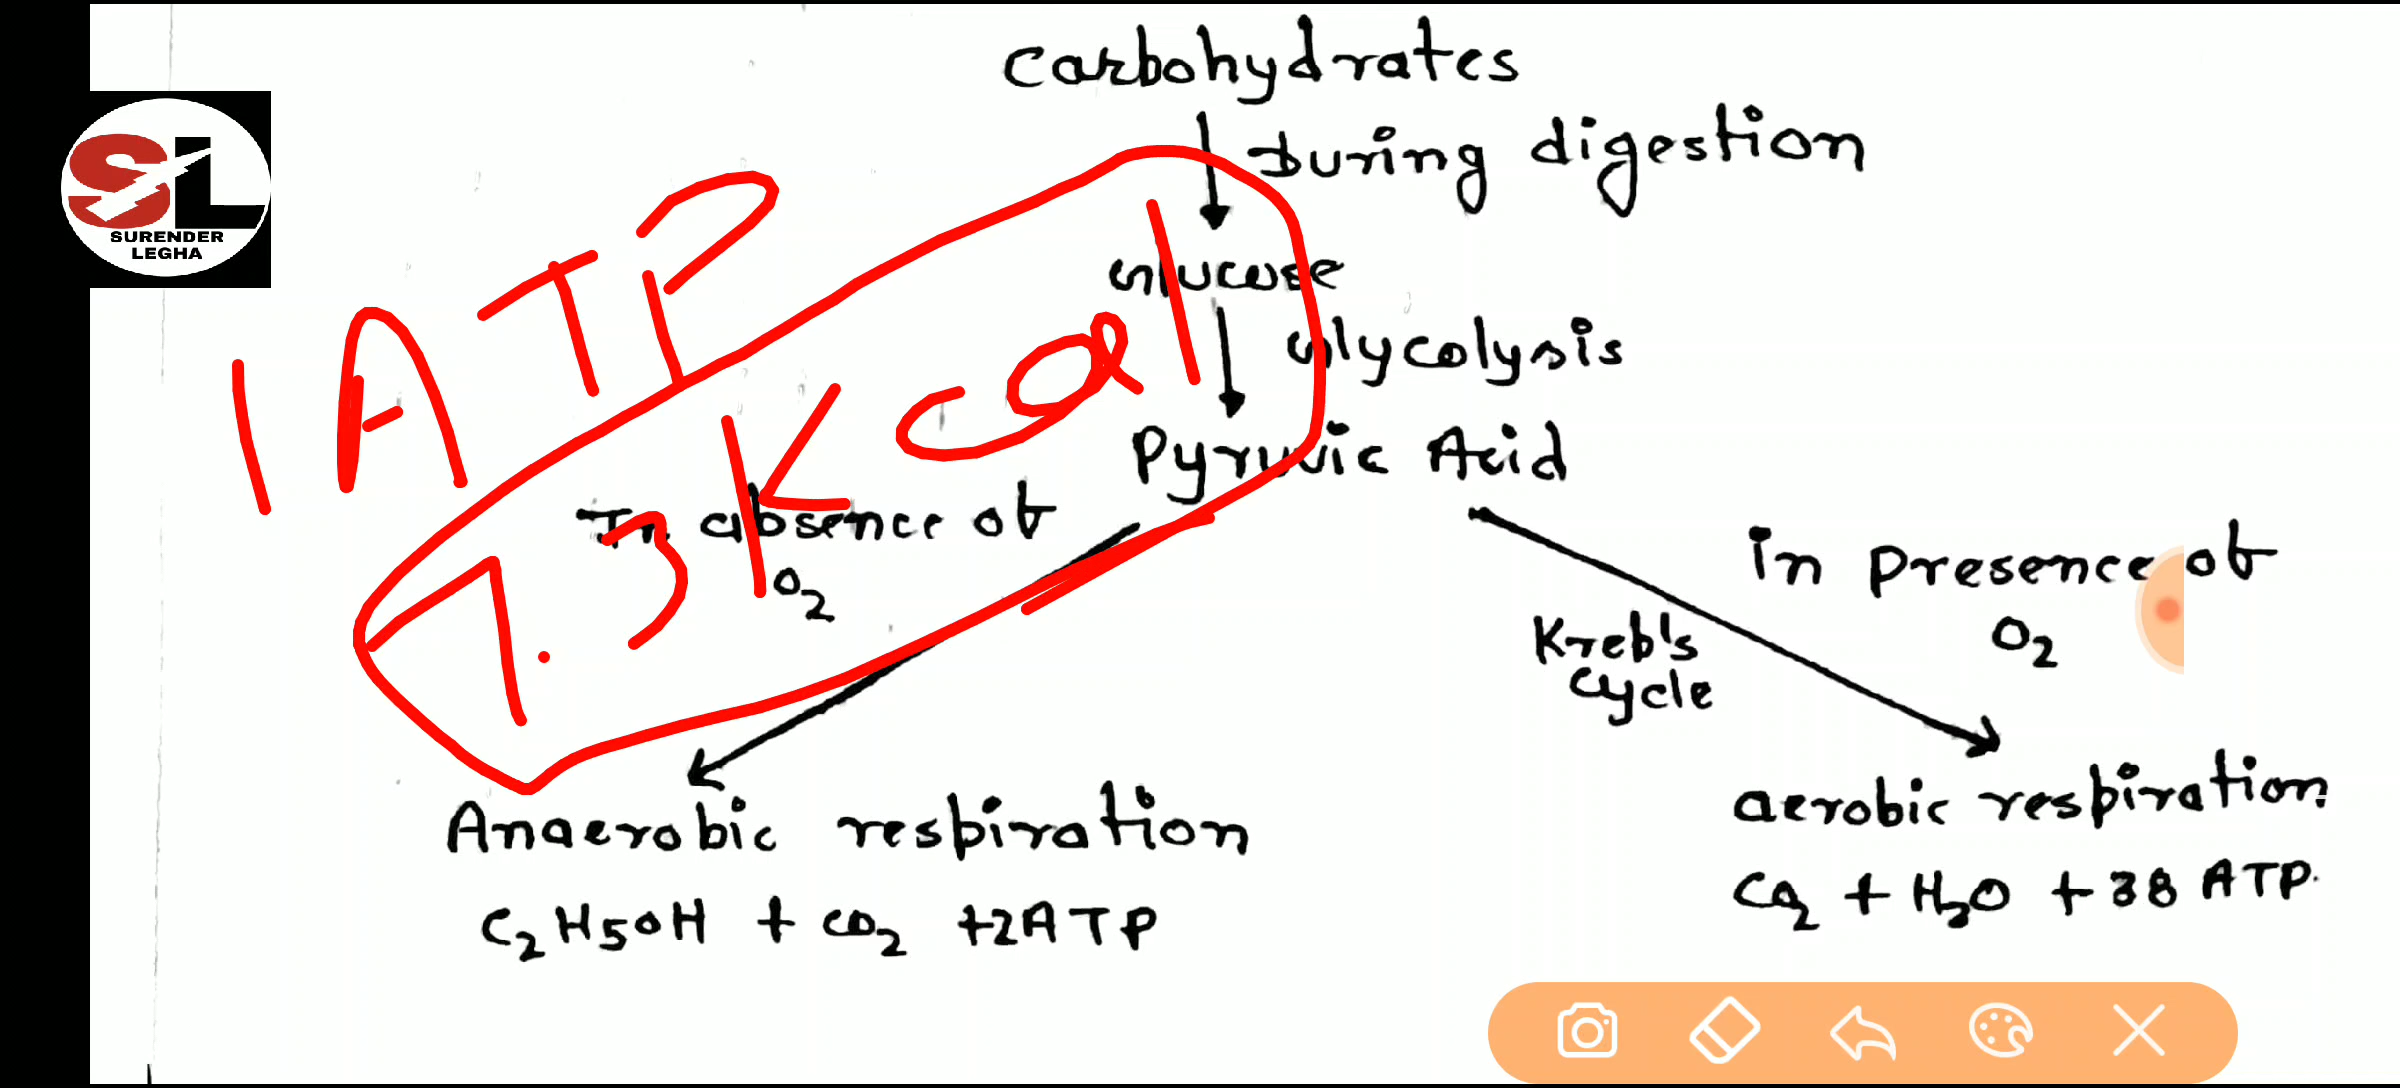 Carbohydrates
During digestion
Glucose
Glycolysis
Pyruvic Acid
1 ATP
7.3 Kcal
In absence of
O2
in presence of
O2
Kreb's
cycle
Anaerobic respiration
C2H5OH + CO2 +2ATP
aerobic respiration
CO2 + H2O + 38 ATP.
SL
SURENDER
LEGHA